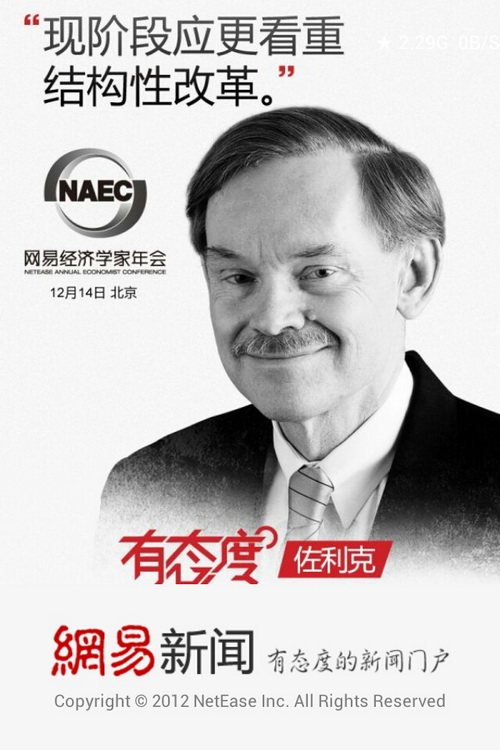 “现阶段应更看重
结构性改革。”
★ 2.29G 0B/S
NAEC
网易经济学家年会
NETEASE ANNUAL ECONOMIST CONFERENCE
12月14日 北京
有态度
佐利克
網易新闻 有态度的新闻门户
Copyright © 2012 NetEase Inc. All Rights Reserved